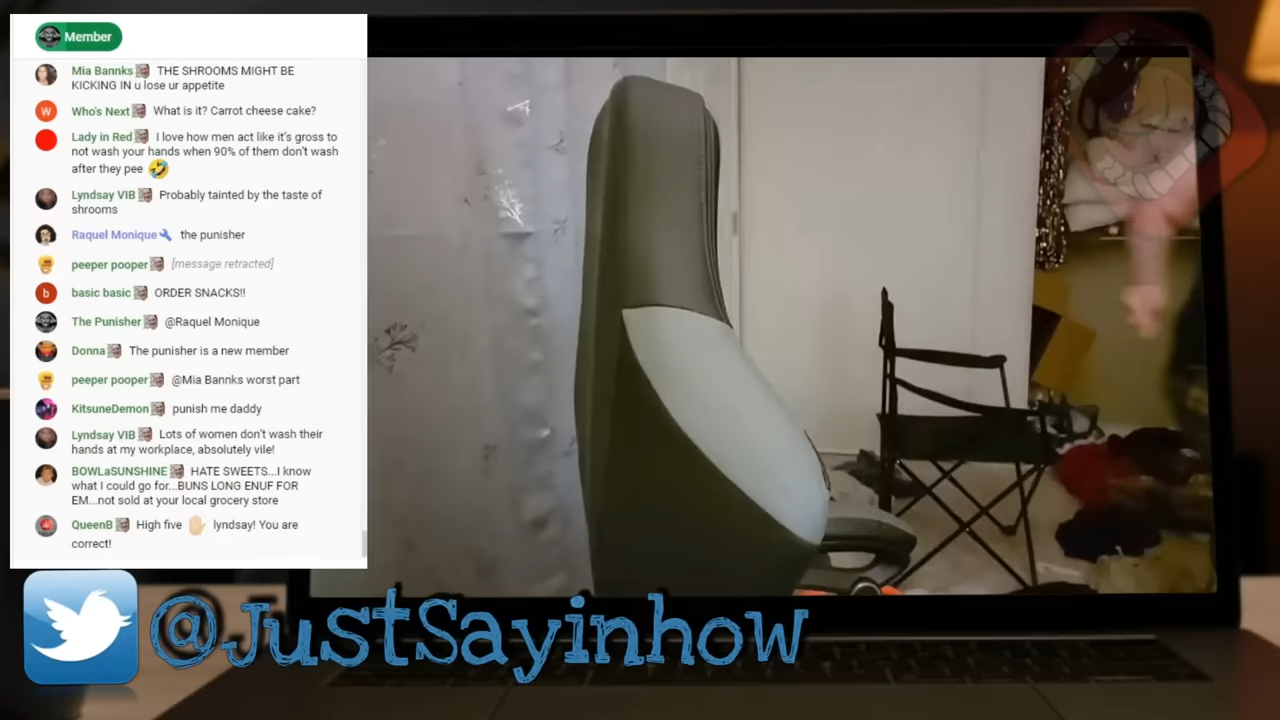 Member
Mia Bannks THE SHROOMS MIGHT BE
KICKING IN u lose ur appetite
Who's Next What is it? Carrot cheese cake?
Lady in Red I love how men act like it's gross to
not wash your hands when 90% of them don't wash
after they pee 🤣
Lyndsay VIB Probably tainted by the taste of
shrooms
Raquel Monique the punisher
peeper pooper [message retracted]
b basic basic ORDER SNACKS!!
The Punisher @Raquel Monique
Donna The punisher is a new member
peeper pooper @Mia Bannks worst part
KitsuneDemon punish me daddy
Lyndsay VIB Lots of women don't wash their
hands at my workplace, absolutely vile!
BOWLaSUNSHINE HATE SWEETS...I know
what I could go for...BUNS LONG ENUF FOR
EM...not sold at your local grocery store
QueenB High five ✋ lyndsay! You are
correct!
@JustSayinhow